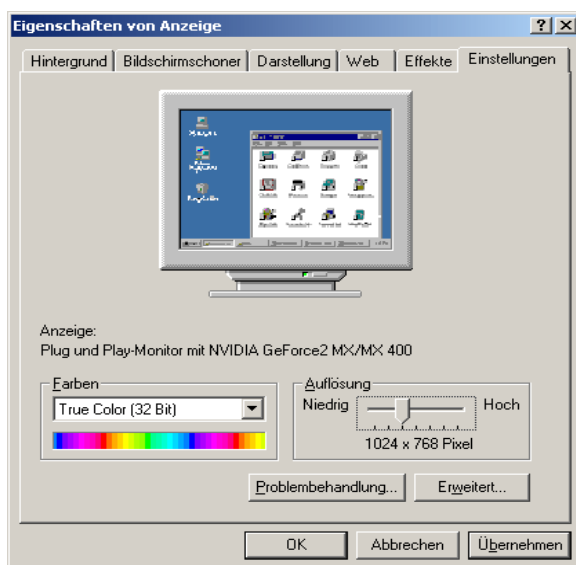 Eigenschaften von Anzeige
Hintergrund Bildschirmschoner Darstellung Web Effekte Einstellungen
Anzeige:
Plug und Play-Monitor mit NVIDIA GeForce2 MX/MX 400
Farben
True Color (32 Bit)
Auflösung
Niedrig Hoch
1024 x 768 Pixel
Problembehandlung... Erweitert...
OK Abbrechen Übernehmen